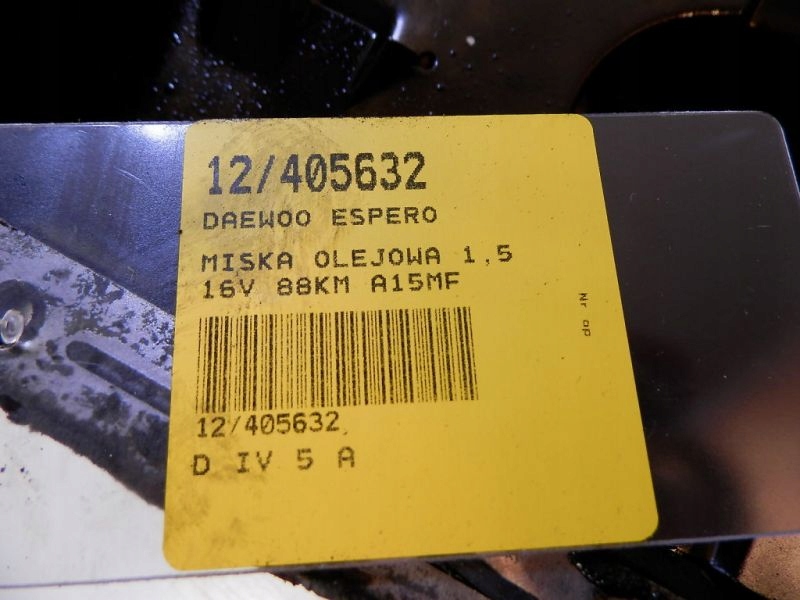 12/405632
DAEWOO ESPERO
MISKA OLEJOWA 1,5
16V 88KM A15MF
Nr op
12/405632
D IV 5 A